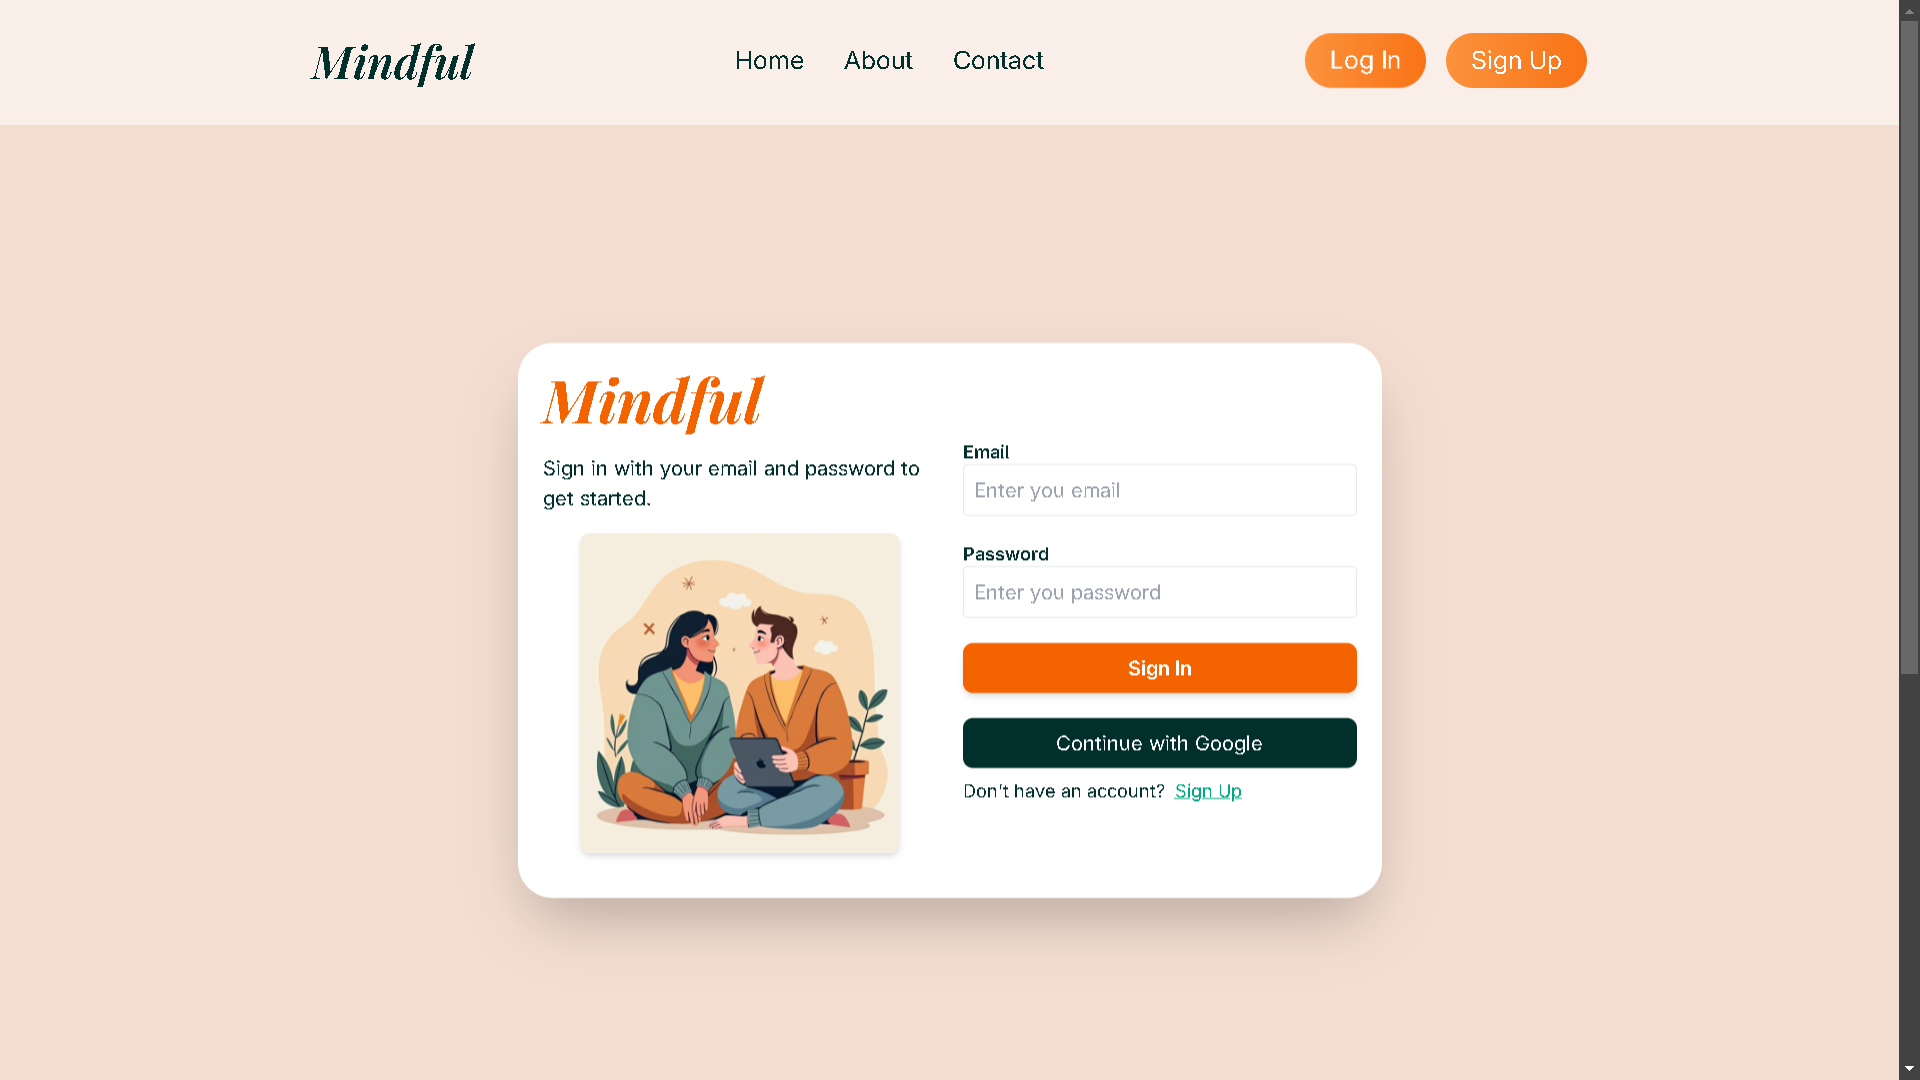 Mindful
Home
About
Contact
Log In
Sign Up
Mindful
Sign in with your email and password to
get started.
Email
Enter you email
Password
Enter you password
Sign In
Continue with Google
Don't have an account? Sign Up